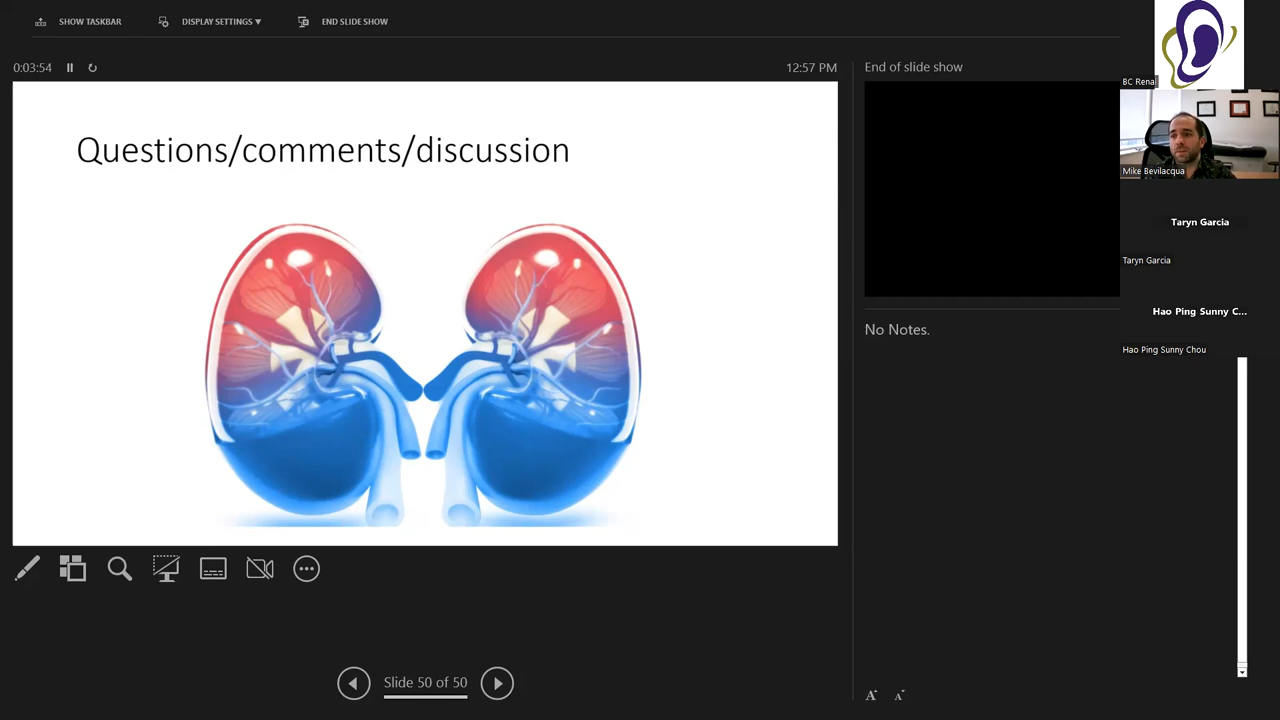 SHOW TASKBAR
DISPLAY SETTINGS ▼
END SLIDE SHOW
0:03:54
12:57 PM
End of slide show
Questions/comments/discussion
No Notes.
Slide 50 of 50
A
A
BC Renal
Mike Bevilacqua
Taryn Garcia
Taryn Garcia
Hao Ping Sunny C...
Hao Ping Sunny Chou